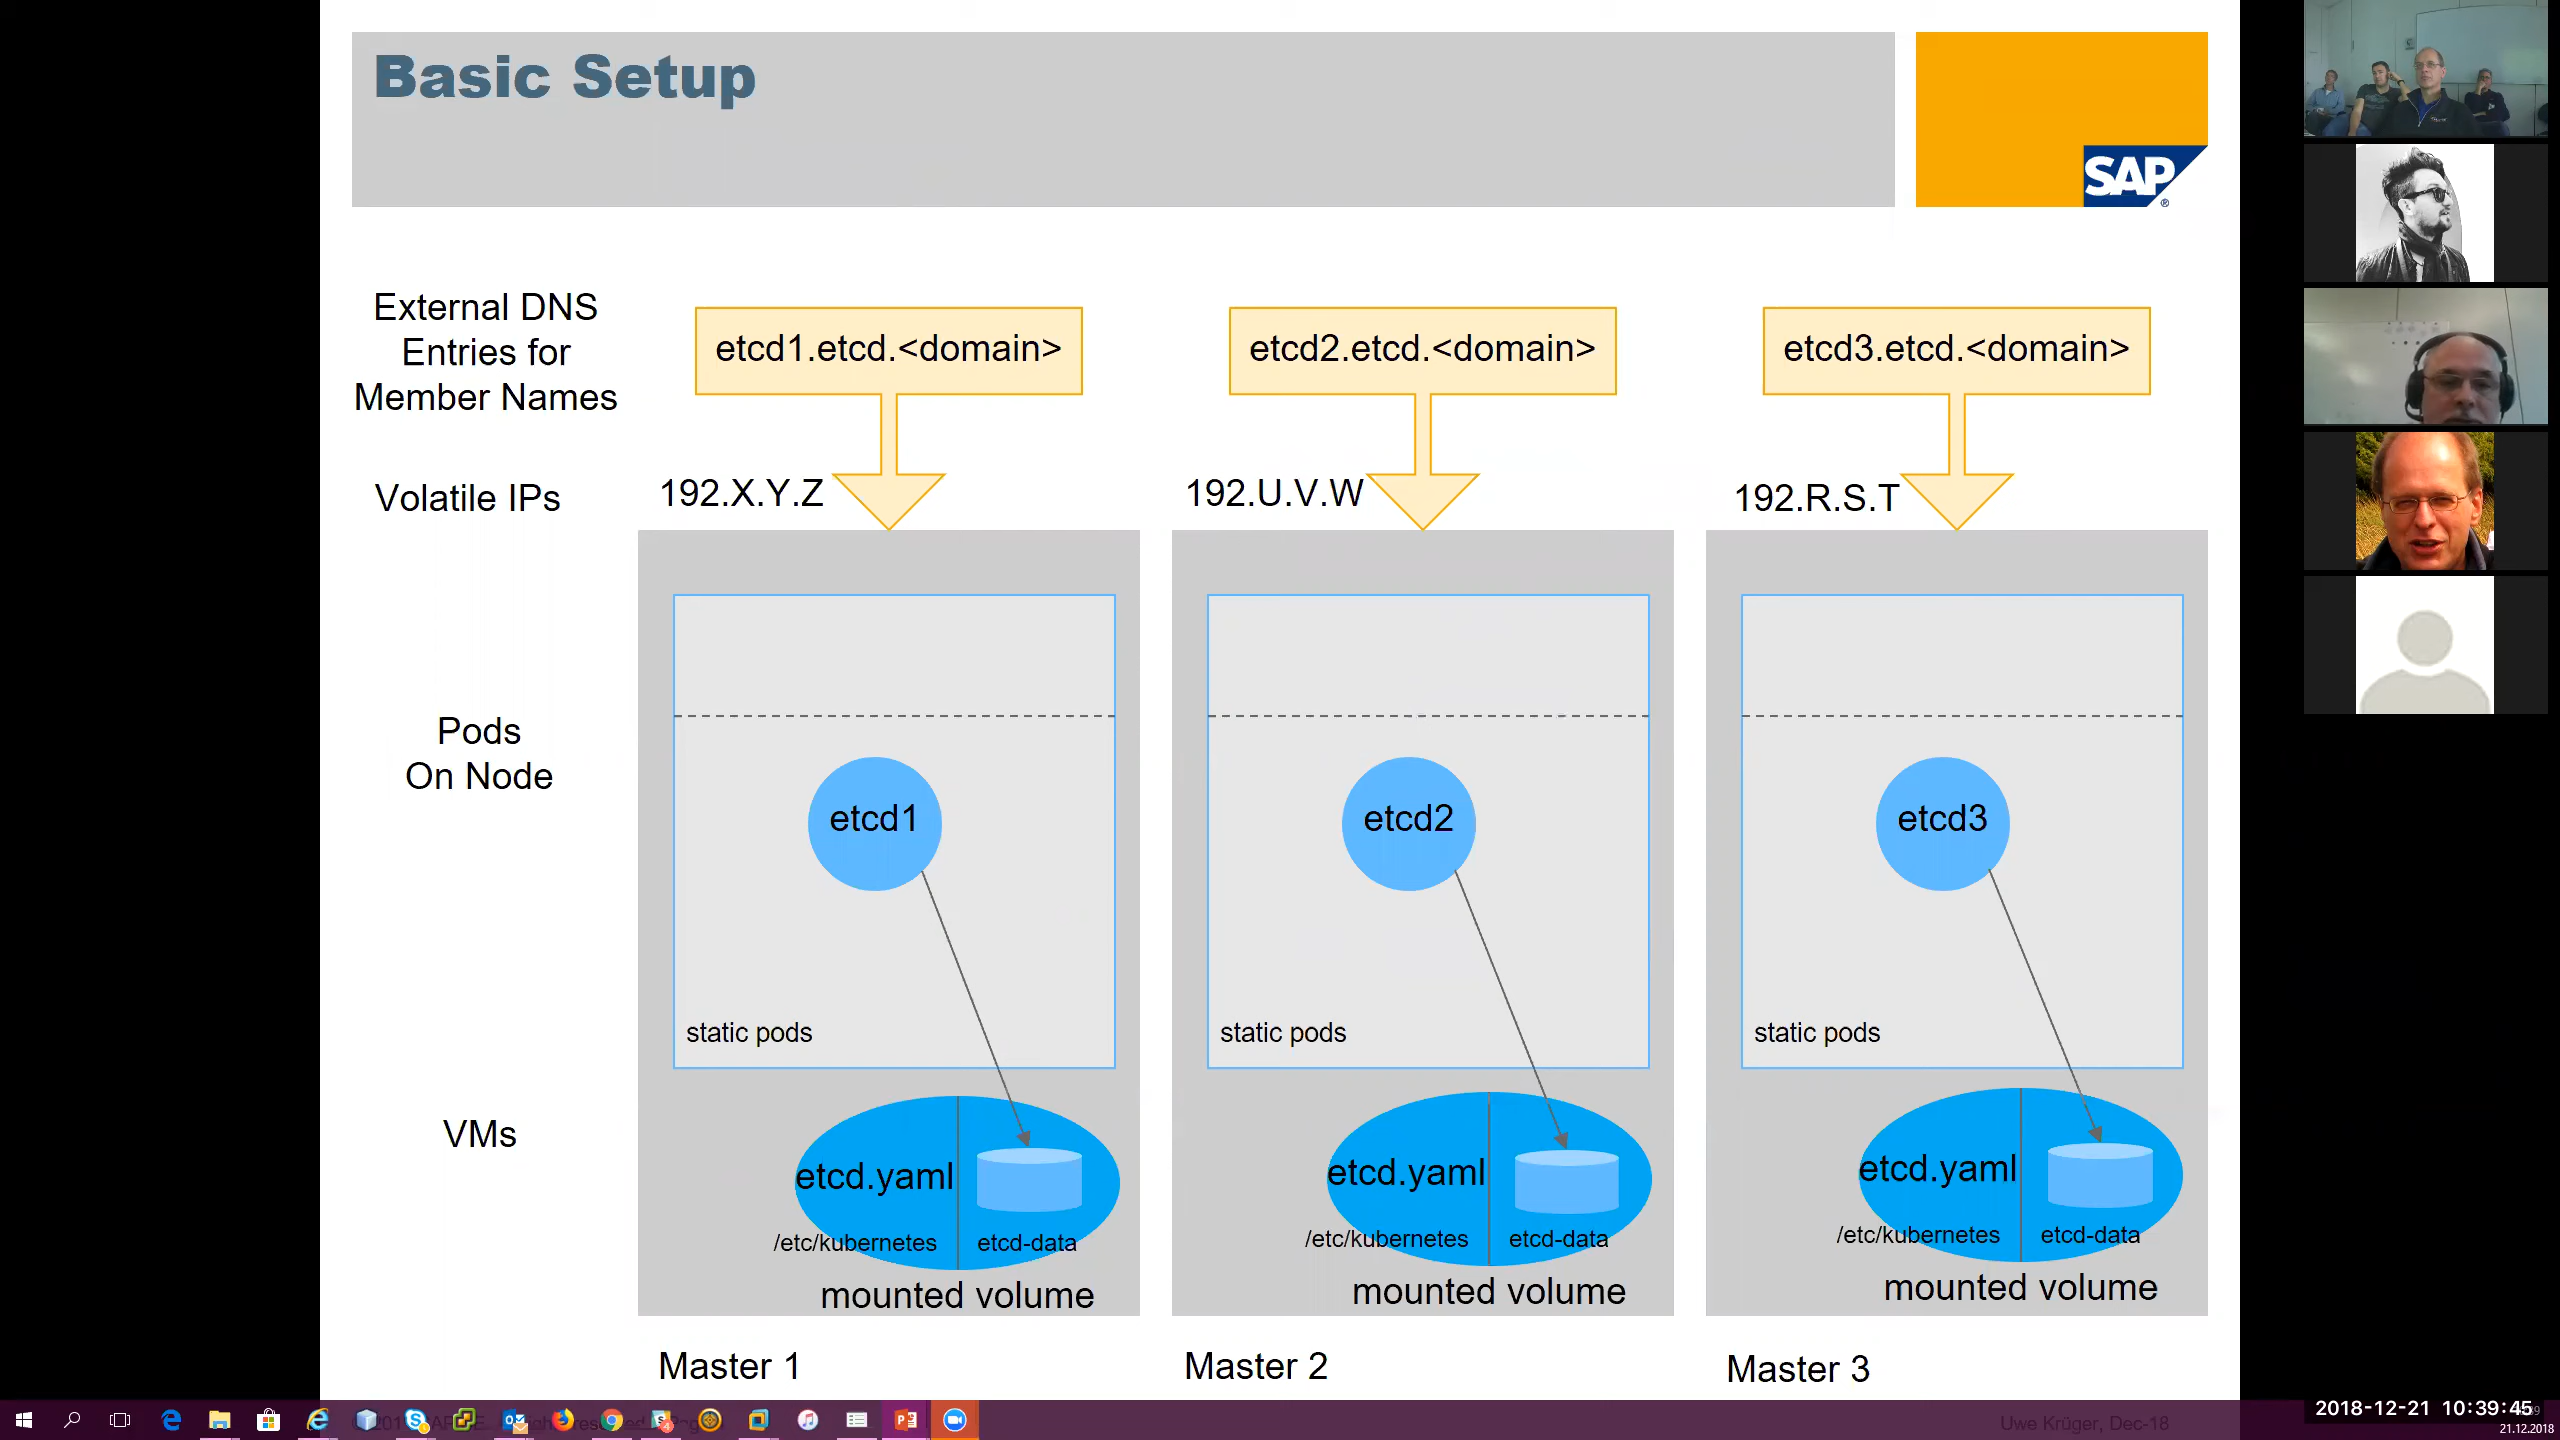 Basic Setup
SAP
®
External DNS
Entries for
Member Names
etcd1.etcd.<domain>
etcd2.etcd.<domain>
etcd3.etcd.<domain>
Volatile IPs
192.X.Y.Z
192.U.V.W
192.R.S.T
Pods
On Node
etcd1
etcd2
etcd3
static pods
static pods
static pods
VMs
etcd.yaml
/etc/kubernetes
etcd-data
mounted volume
etcd.yaml
/etc/kubernetes
etcd-data
mounted volume
etcd.yaml
/etc/kubernetes
etcd-data
mounted volume
Master 1
Master 2
Master 3
Uwe Krüger, Dec-18
2018-12-21 10:39:45
21.12.2018